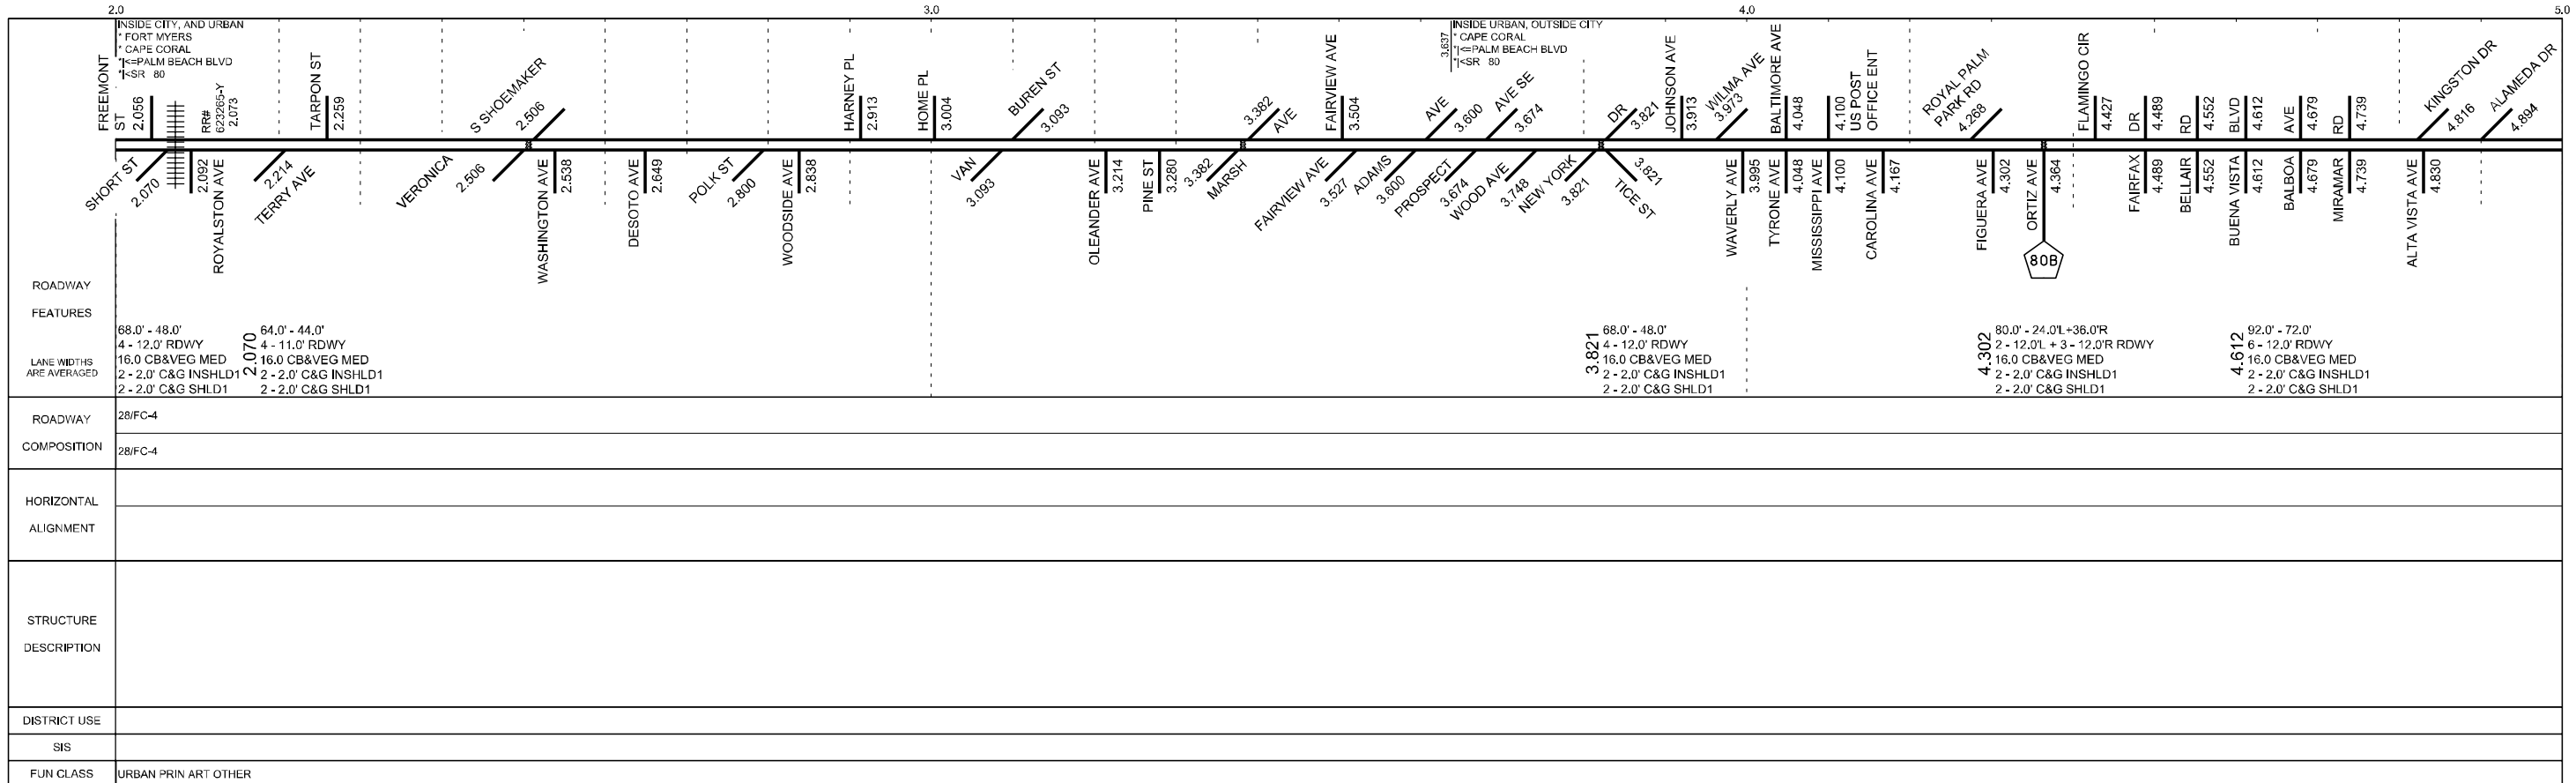 2.0
3.0
4.0
5.0
INSIDE CITY, AND URBAN
* FORT MYERS
* CAPE CORAL
*|<=PALM BEACH BLVD
*|<SR 80
3.637
INSIDE URBAN, OUTSIDE CITY
* CAPE CORAL
*|<=PALM BEACH BLVD
*|<SR 80
FREEMONT
ST 2.056
RR#
623265-Y
2.073
TARPON ST
2.259
S SHOEMAKER
2.506
HARNEY PL
2.913
HOME PL
3.004
BUREN ST
3.093
3.382
AVE
FAIRVIEW AVE
3.504
AVE
3.600
AVE SE
3.674
DR
3.821
JOHNSON AVE
3.913
WILMA AVE
3.973
BALTIMORE AVE
4.048
4.100
US POST
OFFICE ENT
ROYAL PALM
PARK RD
4.268
FLAMINGO CIR
4.427
DR
4.489
RD
4.552
BLVD
4.612
AVE
4.679
RD
4.739
KINGSTON DR
4.816
ALAMEDA DR
4.894
SHORT ST
2.070
2.092
ROYALSTON AVE
2.214
TERRY AVE
VERONICA
2.506
WASHINGTON AVE
2.538
DESOTO AVE
2.649
POLK ST
2.800
WOODSIDE AVE
2.838
VAN
3.093
OLEANDER AVE
3.214
PINE ST
3.280
3.382
MARSH
FAIRVIEW AVE
3.527
ADAMS
3.600
PROSPECT
3.674
WOOD AVE
3.748
NEW YORK
3.821
3.821
TICE ST
WAVERLY AVE
3.995
TYRONE AVE
4.048
MISSISSIPPI AVE
4.100
CAROLINA AVE
4.167
FIGUERA AVE
4.302
ORTIZ AVE
4.364
80B
FAIRFAX
4.489
BELLAIR
4.552
BUENA VISTA
4.612
BALBOA
4.679
MIRAMAR
4.739
ALTA VISTA AVE
4.830
ROADWAY
FEATURES
LANE WIDTHS
ARE AVERAGED
68.0' - 48.0'
4 - 12.0' RDWY
16.0 CB&VEG MED
2 - 2.0' C&G INSHLD1
2 - 2.0' C&G SHLD1
2.070
64.0' - 44.0'
4 - 11.0' RDWY
16.0 CB&VEG MED
2 - 2.0' C&G INSHLD1
2 - 2.0' C&G SHLD1
3.821
68.0' - 48.0'
4 - 12.0' RDWY
16.0 CB&VEG MED
2 - 2.0' C&G INSHLD1
2 - 2.0' C&G SHLD1
4.302
80.0' - 24.0'L+36.0'R
2 - 12.0'L + 3 - 12.0'R RDWY
16.0 CB&VEG MED
2 - 2.0' C&G INSHLD1
2 - 2.0' C&G SHLD1
4.612
92.0' - 72.0'
6 - 12.0' RDWY
16.0 CB&VEG MED
2 - 2.0' C&G INSHLD1
2 - 2.0' C&G SHLD1
ROADWAY
COMPOSITION
28/FC-4
28/FC-4
HORIZONTAL
ALIGNMENT
STRUCTURE
DESCRIPTION
DISTRICT USE
SIS
FUN CLASS
URBAN PRIN ART OTHER